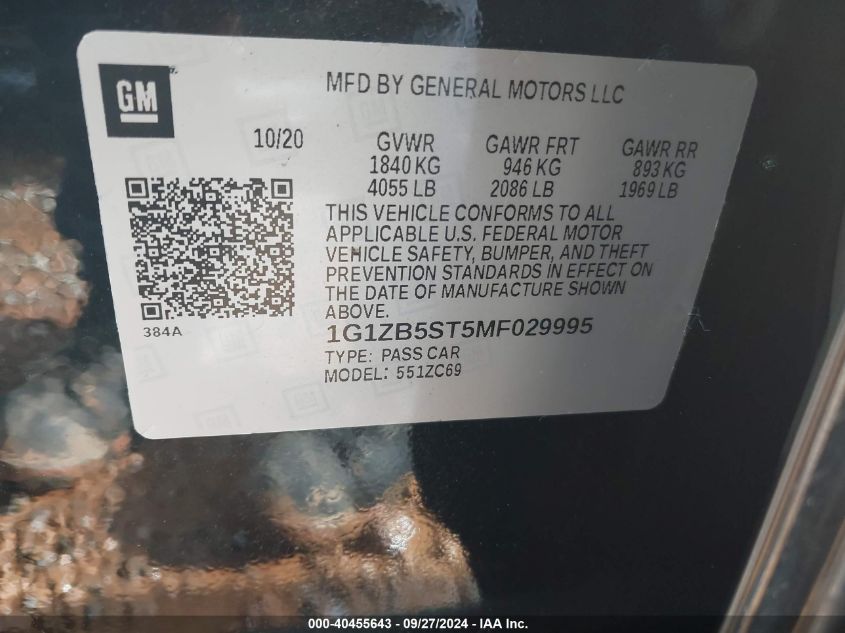 GM
MFD BY GENERAL MOTORS LLC
10/20
GVWR GAWR FRT GAWR RR
1840 KG 946 KG 893 KG
4055 LB 2086 LB 1969 LB
THIS VEHICLE CONFORMS TO ALL
APPLICABLE U.S. FEDERAL MOTOR
VEHICLE SAFETY, BUMPER, AND THEFT
PREVENTION STANDARDS IN EFFECT ON
THE DATE OF MANUFACTURE SHOWN
ABOVE.
384A
1G1ZB5ST5MF029995
TYPE: PASS CAR
MODEL: 551ZC69
000-40455643 - 09/27/2024 - IAA Inc.